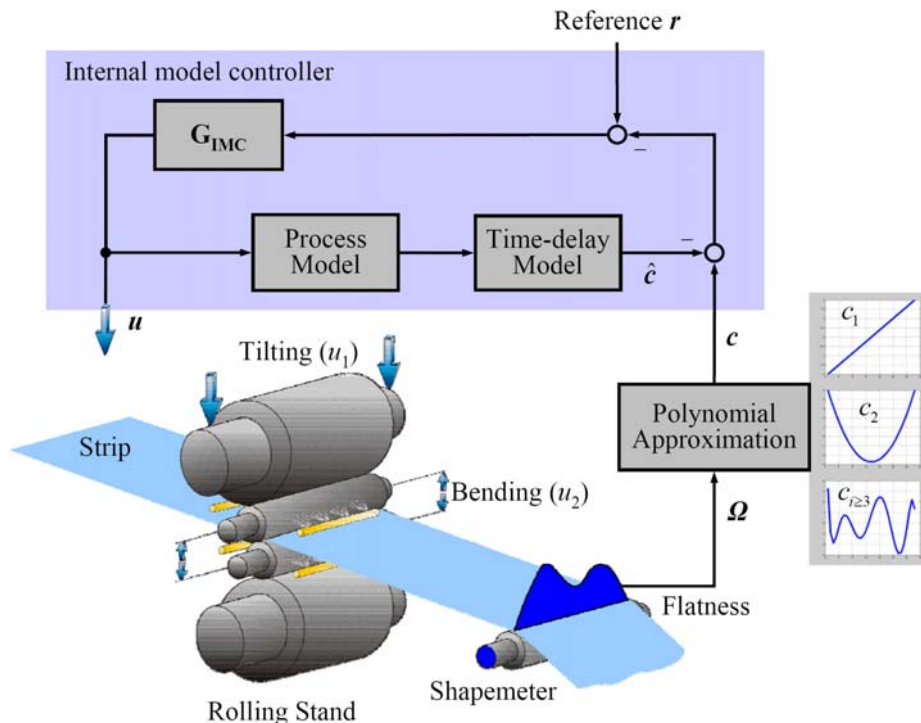 Reference r
Internal model controller
G_IMC
−
Process
Model
Time-delay
Model
−
ĉ
u
c
c₁
Tilting (u₁)
Polynomial
Approximation
c₂
Strip
Bending (u₂)
Ω
c_i≥3
Flatness
Shapemeter
Rolling Stand